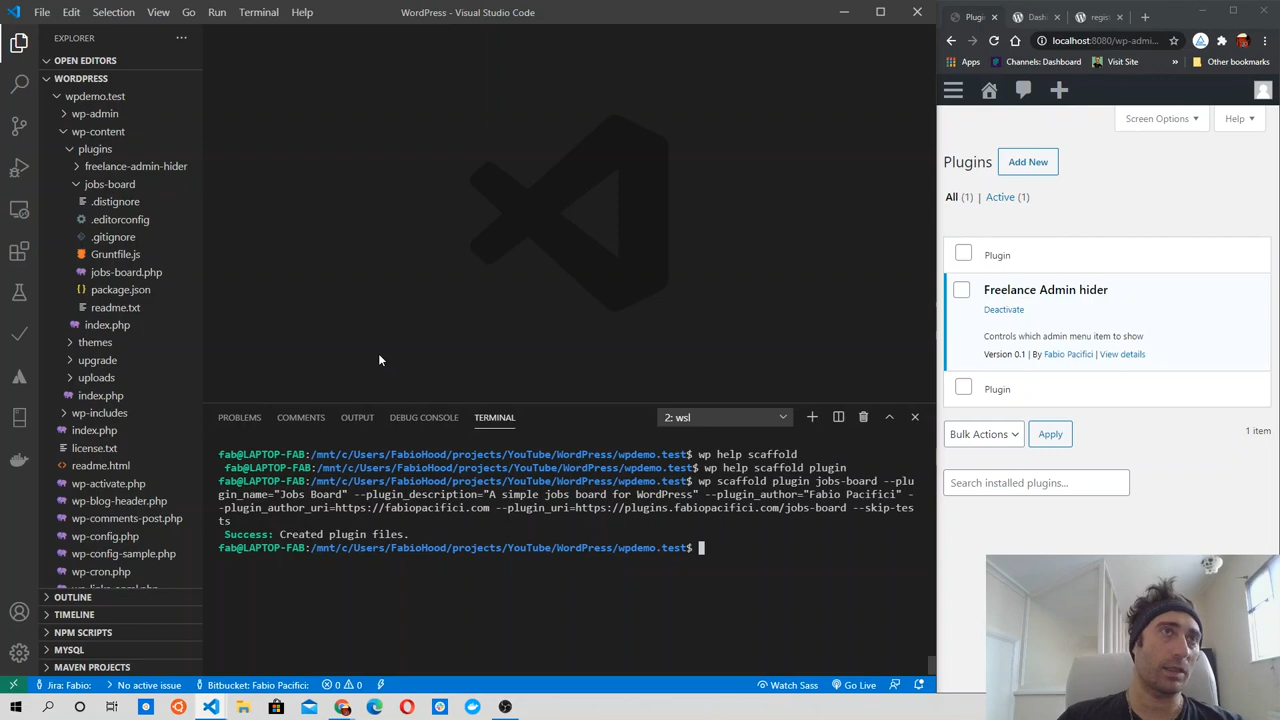 File Edit Selection View Go Run Terminal Help
WordPress - Visual Studio Code
EXPLORER
OPEN EDITORS
WORDPRESS
wpdemo.test
wp-admin
wp-content
plugins
freelance-admin-hider
jobs-board
.distignore
.editorconfig
.gitignore
Gruntfile.js
jobs-board.php
package.json
readme.txt
index.php
themes
upgrade
uploads
index.php
wp-includes
index.php
license.txt
readme.html
wp-activate.php
wp-blog-header.php
wp-comments-post.php
wp-config.php
wp-config-sample.php
wp-cron.php
OUTLINE
TIMELINE
NPM SCRIPTS
MYSQL
MAVEN PROJECTS
PROBLEMS COMMENTS OUTPUT DEBUG CONSOLE TERMINAL
2: wsl
fab@LAPTOP-FAB:/mnt/c/Users/FabioHood/projects/YouTube/WordPress/wpdemo.test$ wp help scaffold
fab@LAPTOP-FAB:/mnt/c/Users/FabioHood/projects/YouTube/WordPress/wpdemo.test$ wp help scaffold plugin
fab@LAPTOP-FAB:/mnt/c/Users/FabioHood/projects/YouTube/WordPress/wpdemo.test$ wp scaffold plugin jobs-board --plu
gin_name="Jobs Board" --plugin_description="A simple jobs board for WordPress" --plugin_author="Fabio Pacifici" -
-plugin_author_uri=https://fabiopacifici.com --plugin_uri=https://plugins.fabiopacifici.com/jobs-board --skip-tes
ts
Success: Created plugin files.
fab@LAPTOP-FAB:/mnt/c/Users/FabioHood/projects/YouTube/WordPress/wpdemo.test$
Jira: Fabio: No active issue Bitbucket: Fabio Pacifici: 0 0
Watch Sass Go Live
Plugi Dash regis
localhost:8080/wp-admi...
Apps Channels: Dashboard Visit Site » Other bookmarks
Screen Options Help
Plugins Add New
All (1) | Active (1)
Plugin
Freelance Admin hider
Deactivate
Controls which admin menu item to show
Version 0.1 | By Fabio Pacifici | View details
Plugin
Bulk Actions Apply 1 item
Search installed plugins...